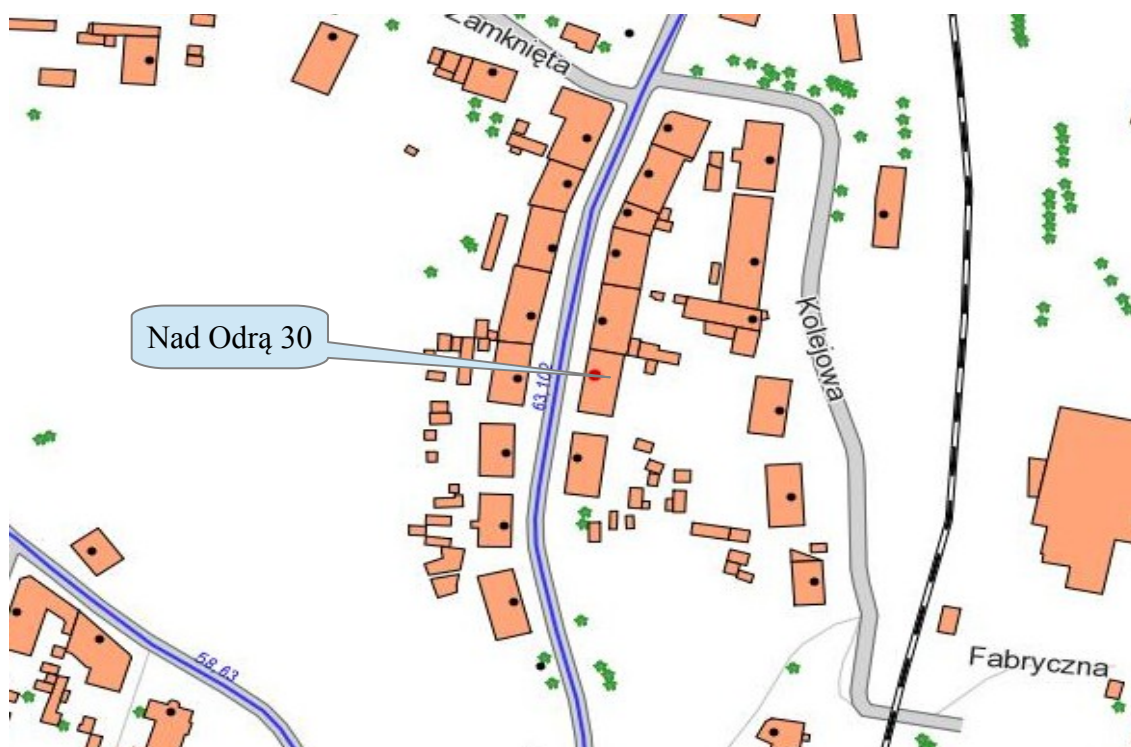 Zamknięta
Nad Odrą 30
63,102
Kolejowa
58,63
Fabryczna